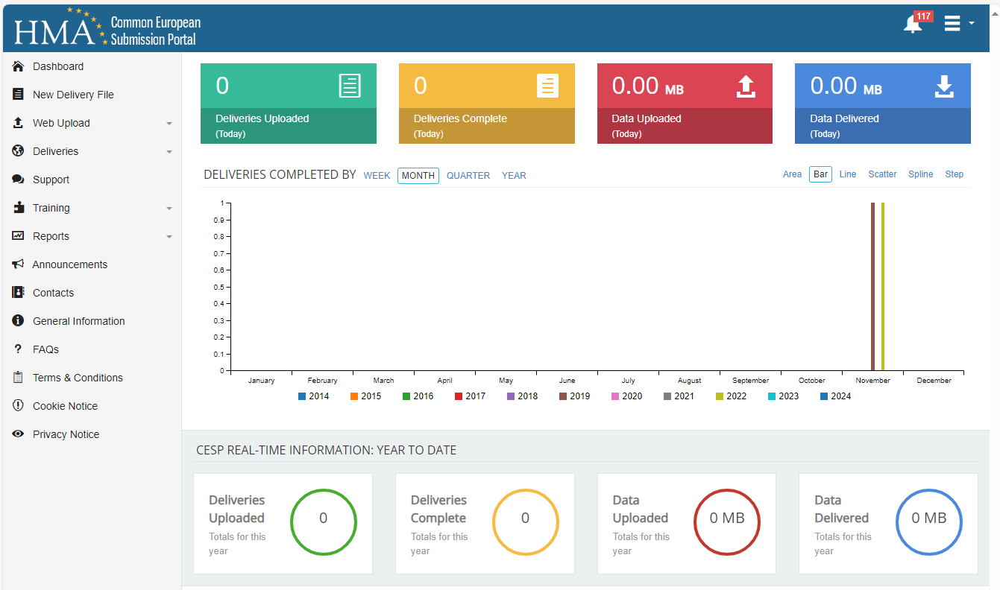 HMA Common European
Submission Portal
117
Dashboard
New Delivery File
Web Upload
Deliveries
Support
Training
Reports
Announcements
Contacts
General Information
? FAQs
Terms & Conditions
Cookie Notice
Privacy Notice
0
Deliveries Uploaded
(Today)
0
Deliveries Complete
(Today)
0.00 MB
Data Uploaded
(Today)
0.00 MB
Data Delivered
(Today)
DELIVERIES COMPLETED BY WEEK MONTH QUARTER YEAR
Area Bar Line Scatter Spline Step
1
0.9
0.8
0.7
0.6
0.5
0.4
0.3
0.2
0.1
0
January February March April May June July August September October November December
2014 2015 2016 2017 2018 2019 2020 2021 2022 2023 2024
CESP REAL-TIME INFORMATION: YEAR TO DATE
Deliveries
Uploaded
Totals for this
year
0
Deliveries
Complete
Totals for this
year
0
Data
Uploaded
Totals for this
year
0 MB
Data
Delivered
Totals for this
year
0 MB